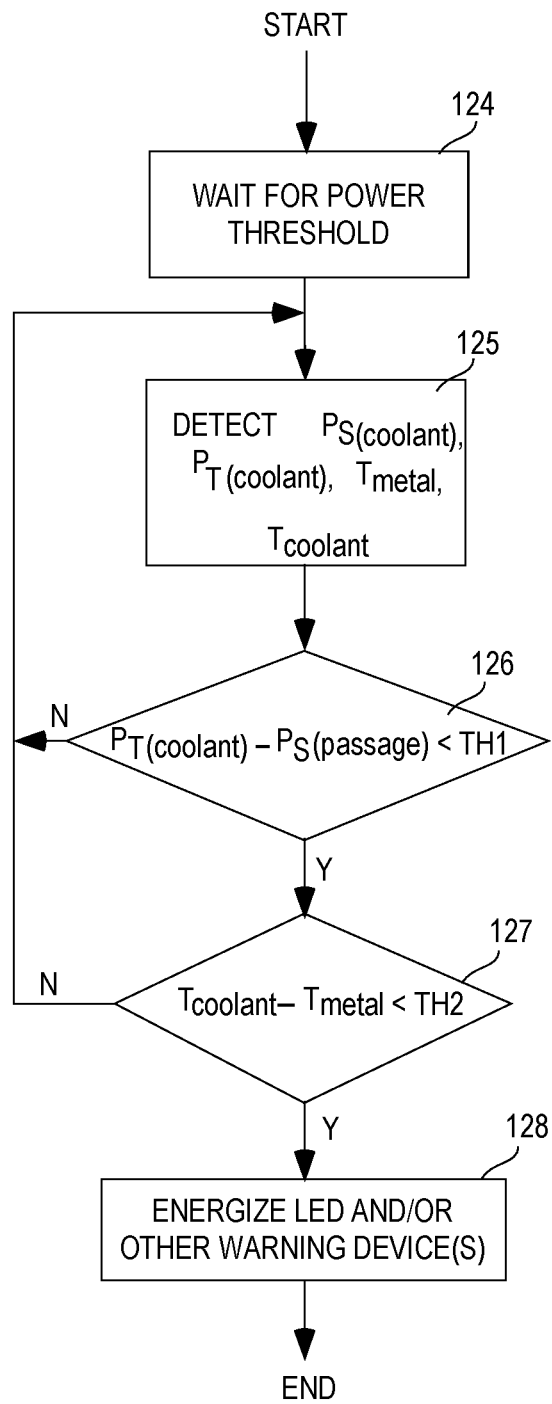 START
124
WAIT FOR POWER
THRESHOLD
125
DETECT PS(coolant),
PT(coolant), Tmetal,
Tcoolant
126
N
PT(coolant) – PS(passage) < TH1
Y
127
N
Tcoolant– Tmetal < TH2
Y
128
ENERGIZE LED AND/OR
OTHER WARNING DEVICE(S)
END